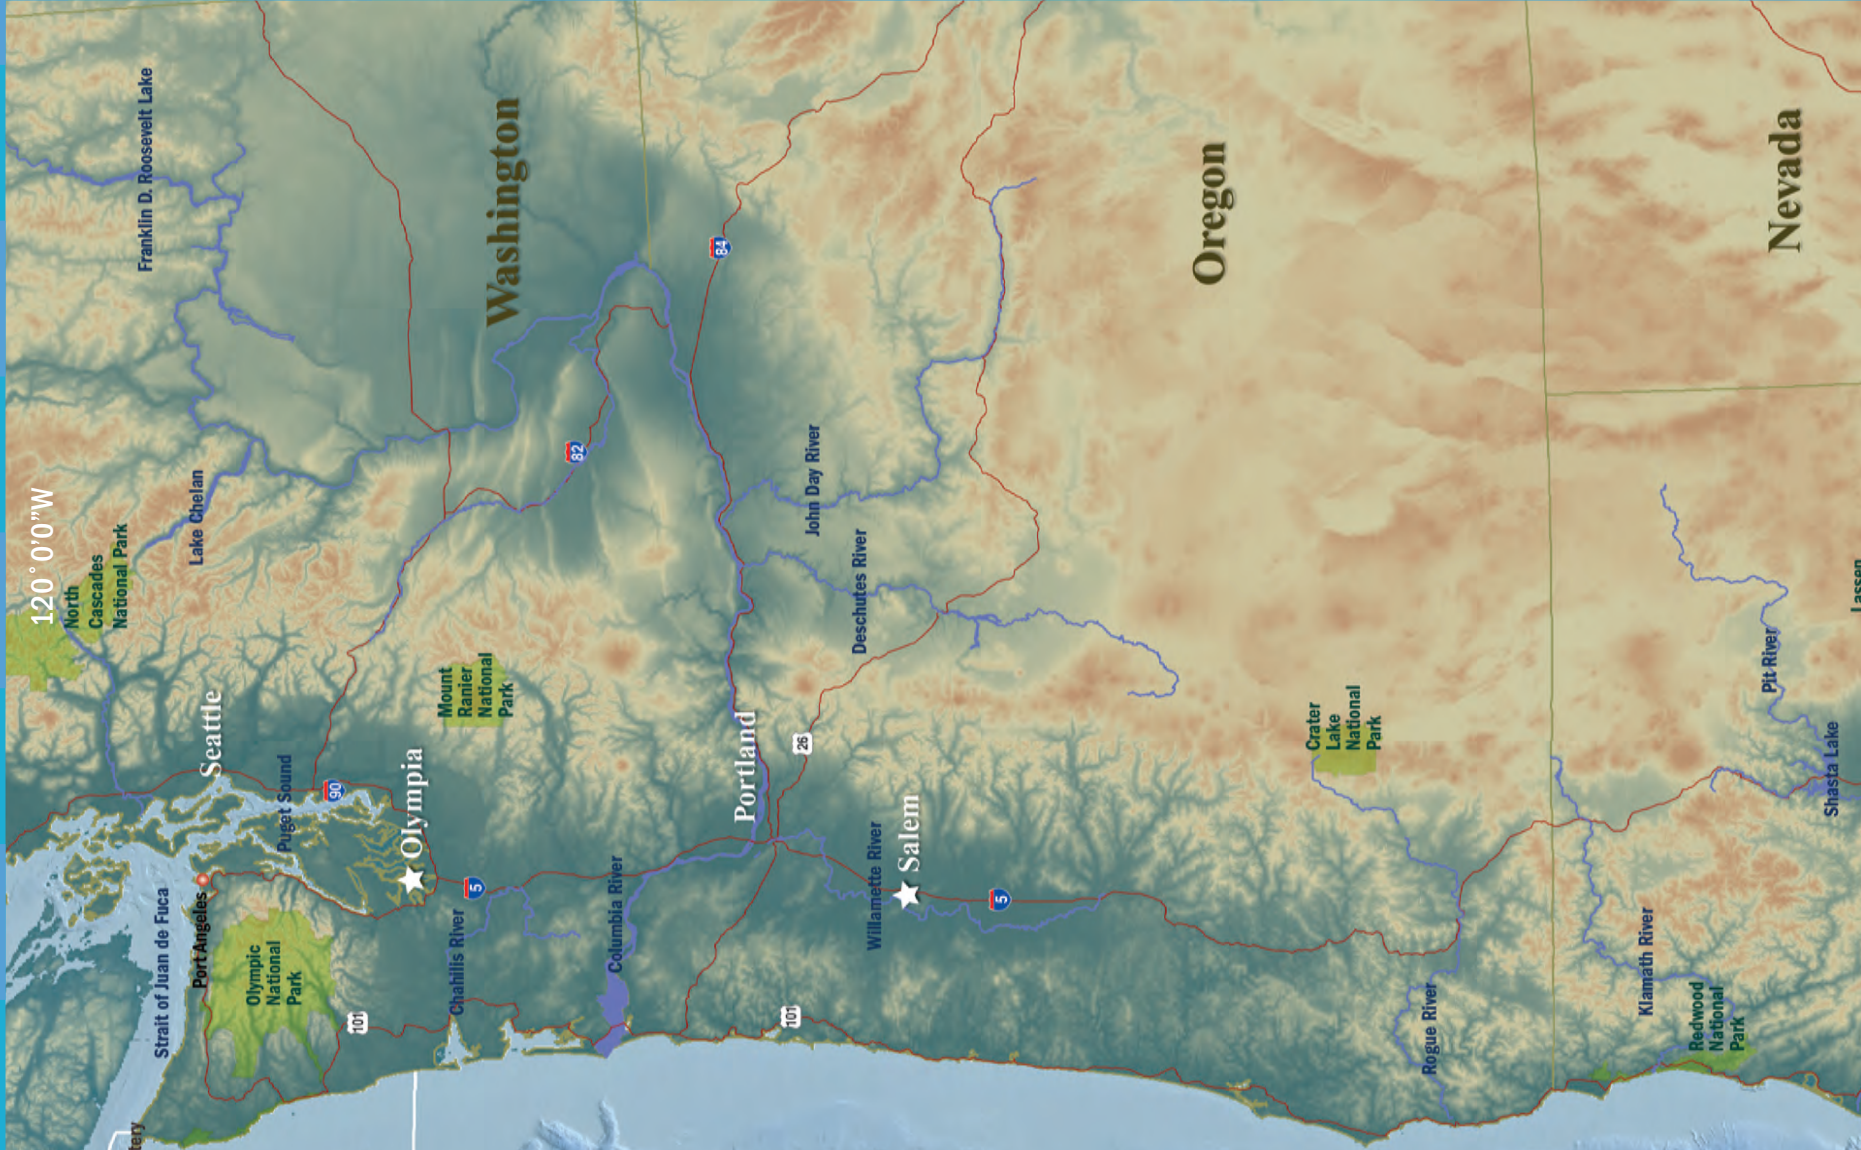 120°0'0"W
North
Cascades
National Park
Franklin D. Roosevelt Lake
Lake Chelan
Seattle
Puget Sound
Strait of Juan de Fuca
Port Angeles
Olympic
National
Park
90
Olympia
Mount
Ranier
National
Park
Washington
82
5
Chahilis River
101
Columbia River
84
Portland
26
John Day River
Deschutes River
Willamette River
Salem
5
101
Oregon
Crater
Lake
National
Park
Rogue River
Klamath River
Redwood
National
Park
Nevada
Pit River
Shasta Lake
Lassen
tery